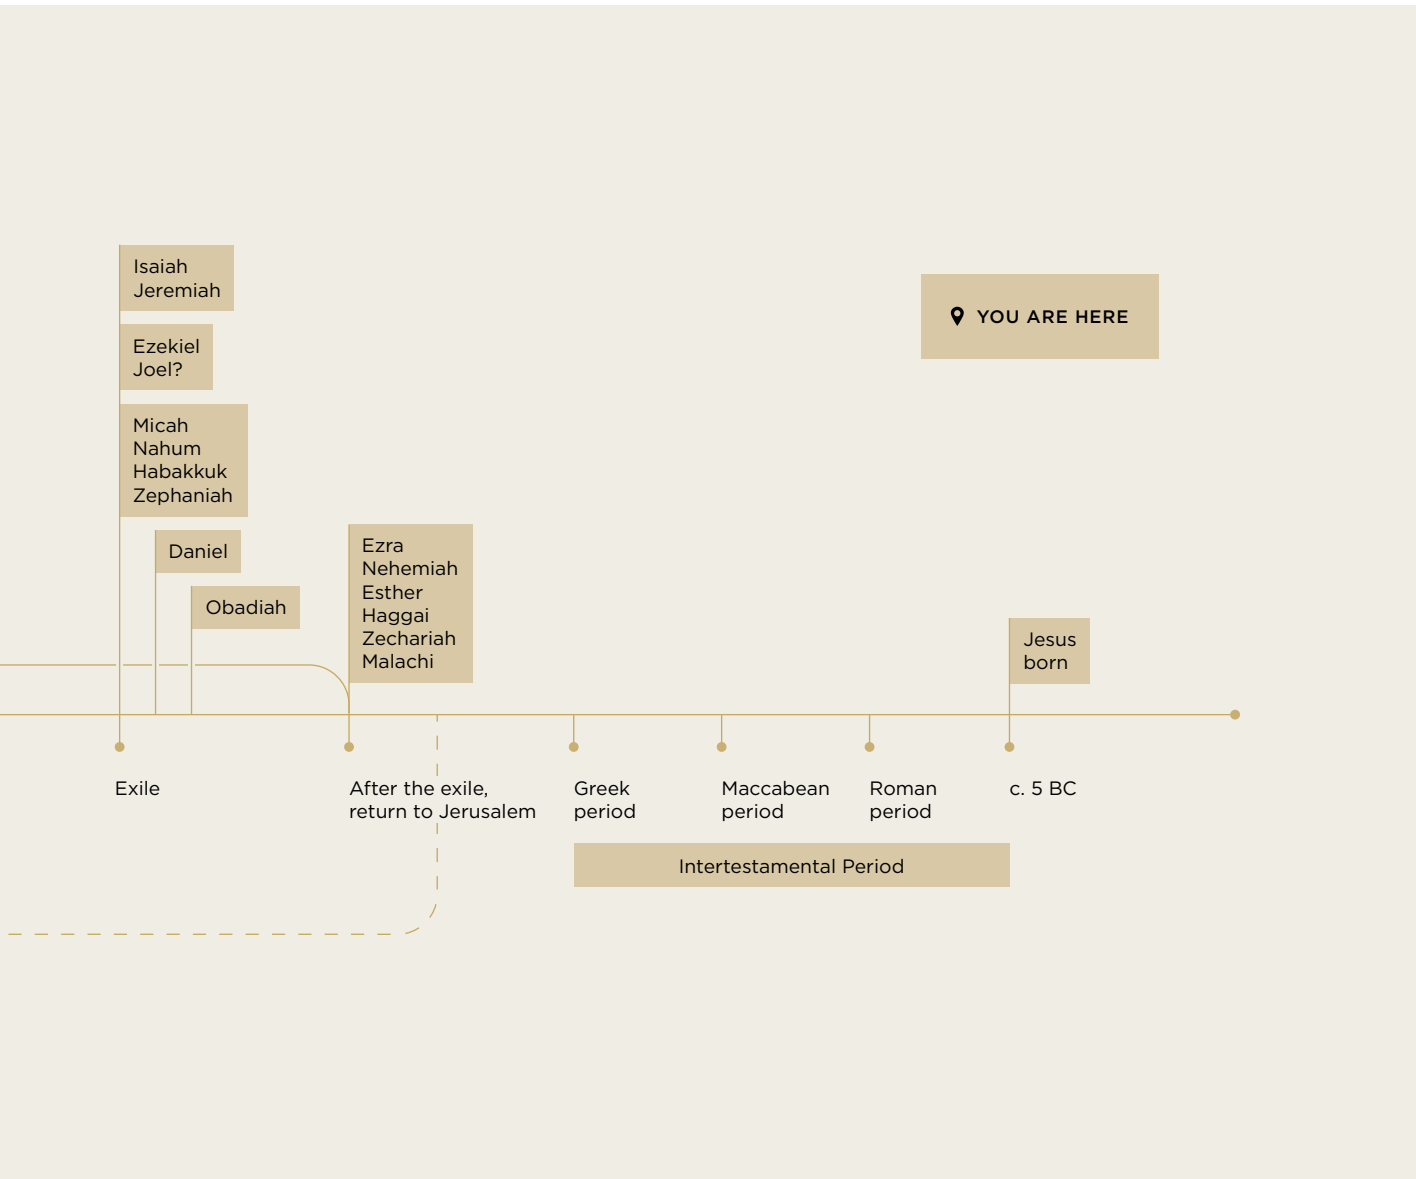 Isaiah
Jeremiah
Ezekiel
Joel?
Micah
Nahum
Habakkuk
Zephaniah
Daniel
Obadiah
Ezra
Nehemiah
Esther
Haggai
Zechariah
Malachi
YOU ARE HERE
Jesus
born
Exile
After the exile,
return to Jerusalem
Greek
period
Maccabean
period
Roman
period
c. 5 BC
Intertestamental Period